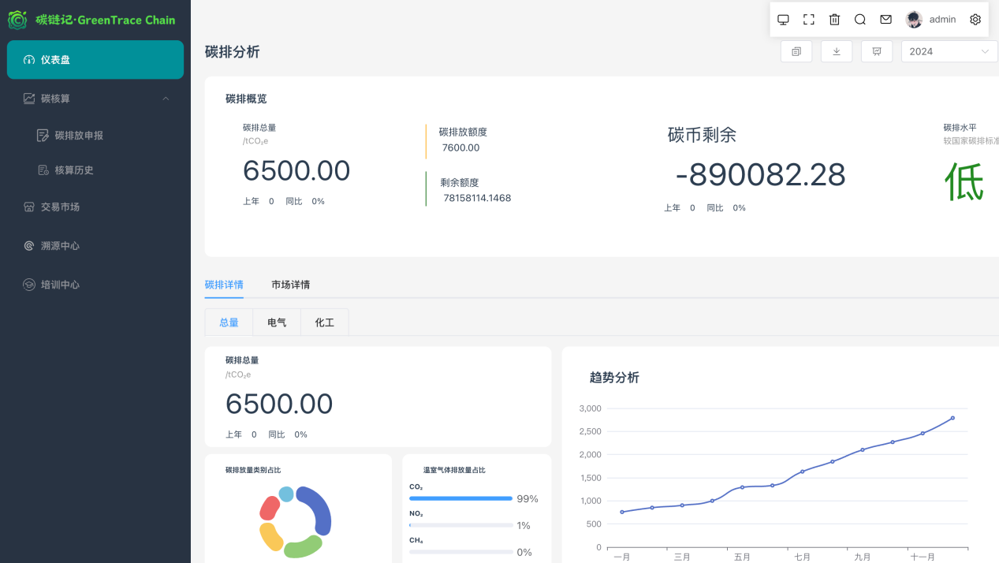 碳链记·GreenTrace Chain
admin
仪表盘
碳核算
碳排放申报
核算历史
交易市场
溯源中心
培训中心
碳排分析
2024
碳排概览
碳排总量
/tCO₂e
6500.00
上年 0 同比 0%
碳排放额度
7600.00
剩余额度
78158114.1468
碳币剩余
-890082.28
上年 0 同比 0%
碳排水平
较国家碳排标准
低
碳排详情 市场详情
总量 电气 化工
碳排总量
/tCO₂e
6500.00
上年 0 同比 0%
碳排放量类别占比
温室气体排放量占比
CO₂
99%
NO₂
1%
CH₄
0%
趋势分析
3,000
2,500
2,000
1,500
1,000
500
0
一月 三月 五月 七月 九月 十一月